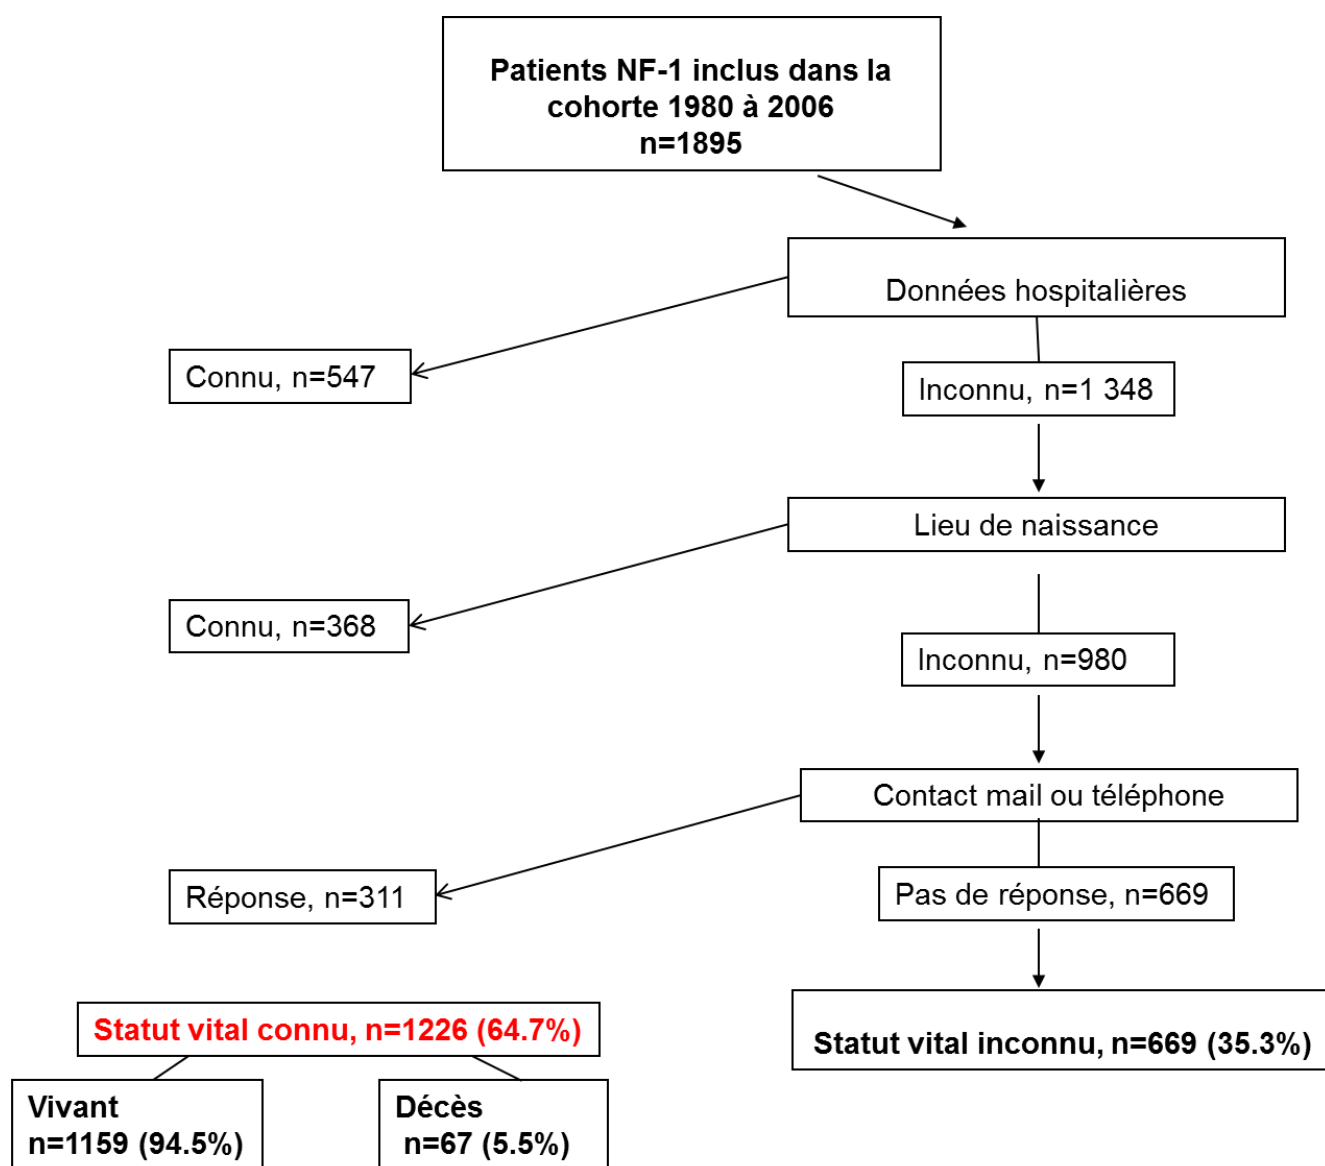 Patients NF-1 inclus dans la
cohorte 1980 à 2006
n=1895
Données hospitalières
Connu, n=547
Inconnu, n=1 348
Lieu de naissance
Connu, n=368
Inconnu, n=980
Contact mail ou téléphone
Réponse, n=311
Pas de réponse, n=669
Statut vital connu, n=1226 (64.7%)
Statut vital inconnu, n=669 (35.3%)
Vivant
n=1159 (94.5%)
Décès
n=67 (5.5%)